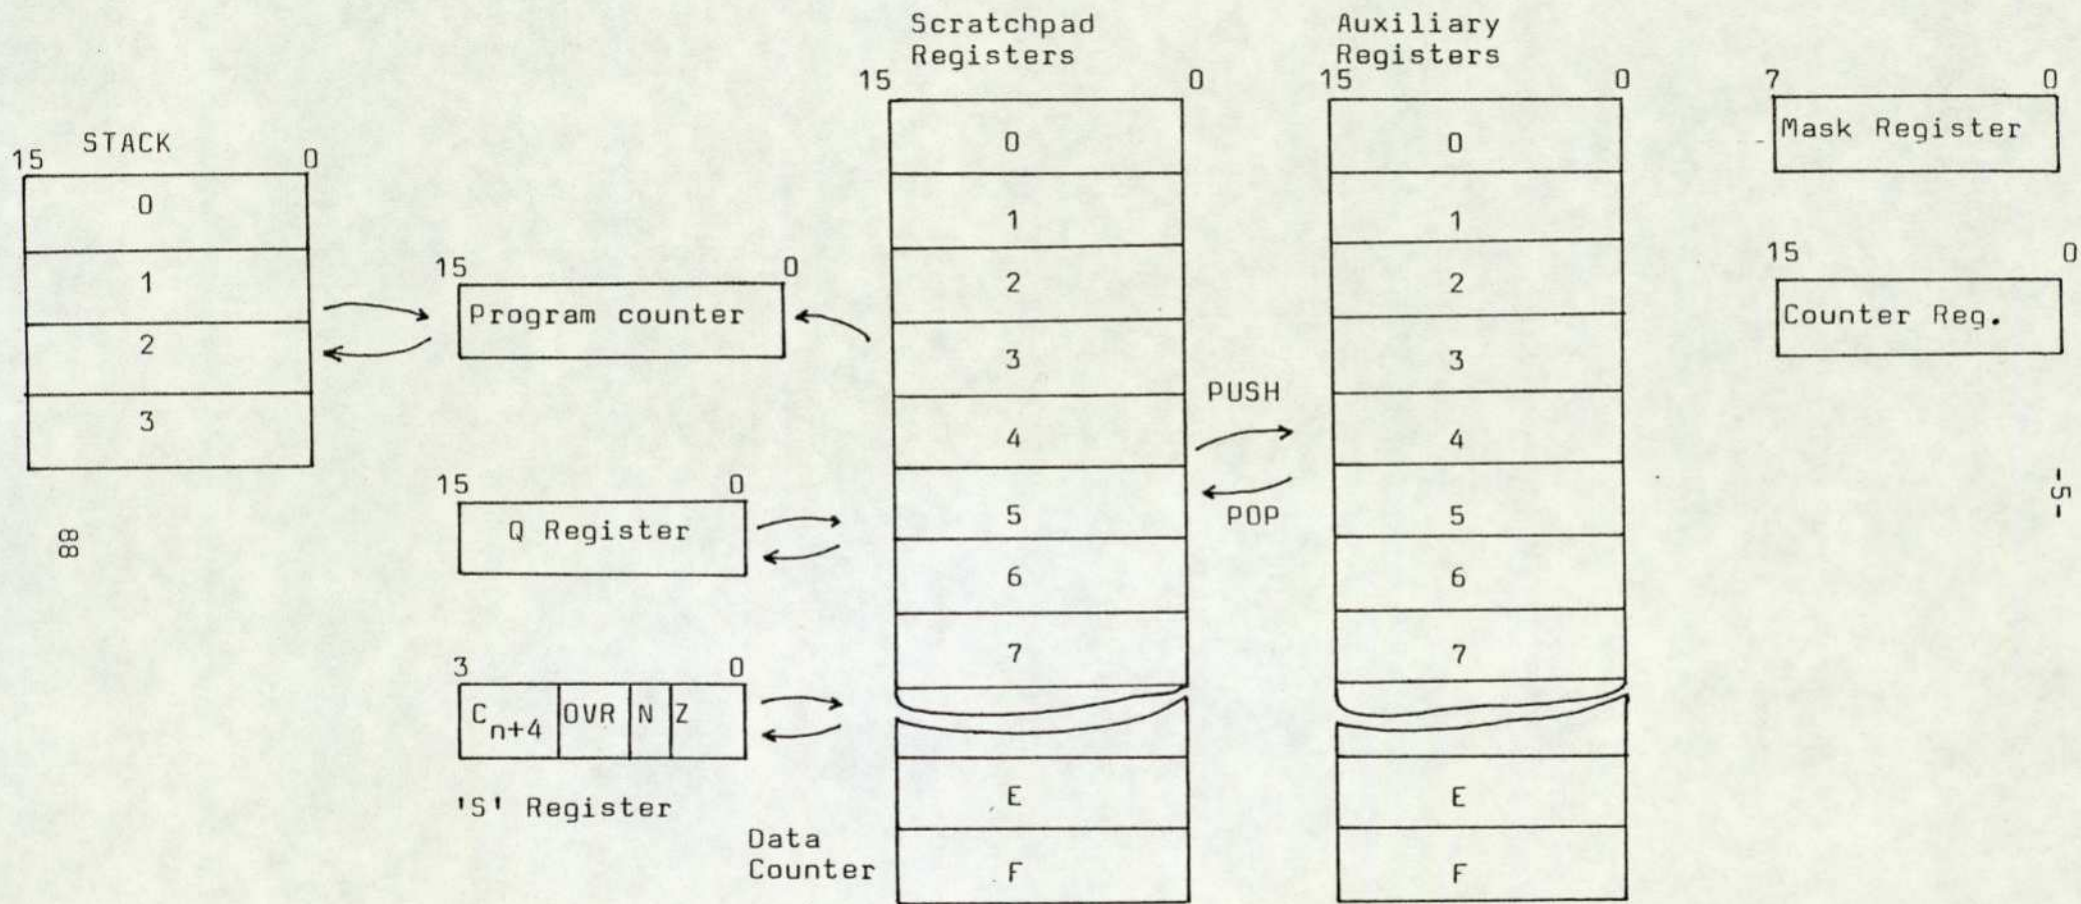 STACK
15 0
0
1
2
3
88
15 0
Program counter
15 0
Q Register
3 0
Cn+4 OVR N Z
'S' Register
Data
Counter
Scratchpad
Registers
15 0
0
1
2
3
4
5
6
7
E
F
PUSH
POP
Auxiliary
Registers
15 0
0
1
2
3
4
5
6
7
E
F
7 0
Mask Register
15 0
Counter Reg.
-5-